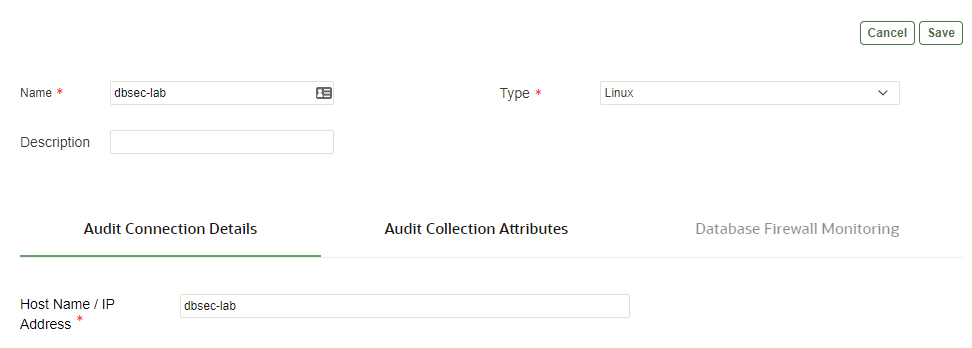 Cancel Save
Name * dbsec-lab Type * Linux
Description
Audit Connection Details Audit Collection Attributes Database Firewall Monitoring
Host Name / IP
Address * dbsec-lab